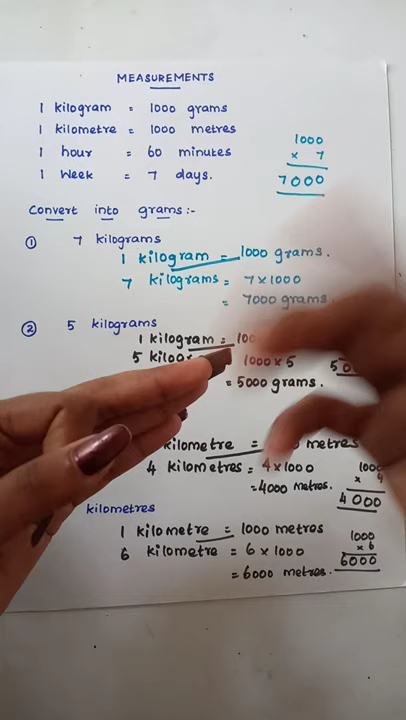 MEASUREMENTS
1 kilogram = 1000 grams
1 kilometre = 1000 metres
1 hour = 60 minutes
1 Week = 7 days.
1000
× 7
7000
Convert into grams:-
① 7 kilograms
1 kilogram = 1000 grams.
7 kilograms = 7×1000
= 7000 grams
② 5 kilograms
1 kilogram =
5 1000×5
= 5000 grams.
kilometre = metres
4 kilometres = 4×1000
= 4000 metres.
× 4
4000
kilometres
1 kilometre = 1000 metres
6 kilometre = 6×1000
= 6000 metres.
1000
×6
6000